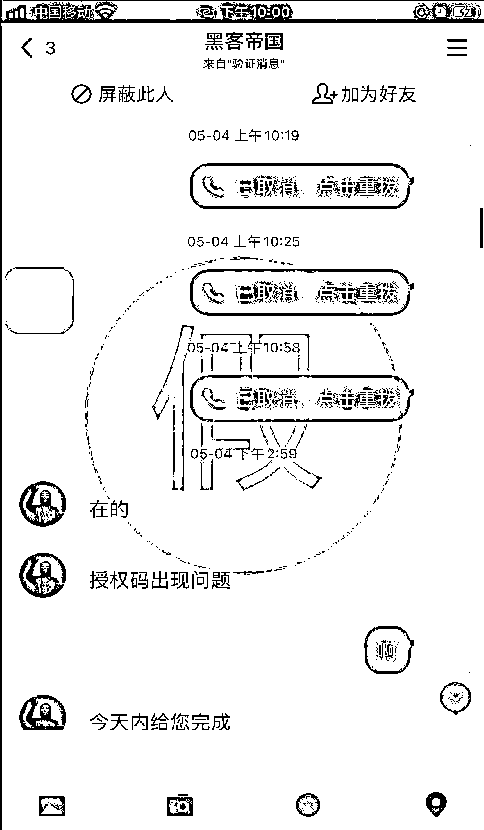 中国移动 下午10:00
3
黑客帝国
来自"验证消息"
屏蔽此人 加为好友
05-04 上午10:19
已取消，点击重拨
05-04 上午10:25
已取消，点击重拨
05-04 上午10:58
已取消，点击重拨
假
05-04 下午2:59
在的
授权码出现问题
啊
今天内给您完成